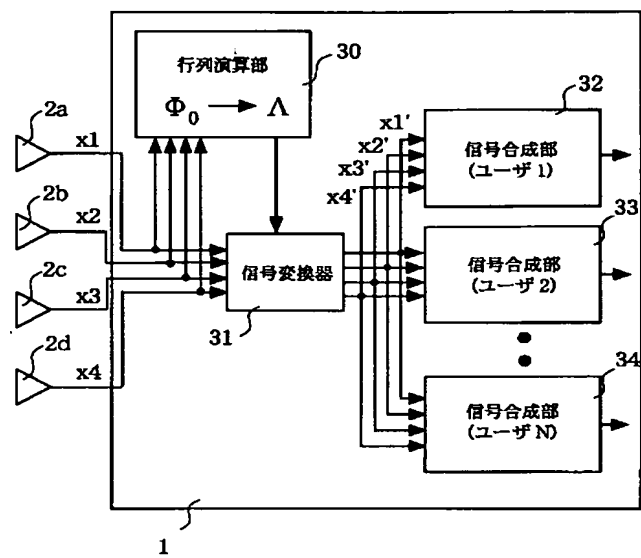 30
行列演算部
Φ0 → Λ
2a
x1
2b
x2
2c
x3
2d
x4
信号変換器
31
x1'
x2'
x3'
x4'
32
信号合成部
(ユーザ 1)
33
信号合成部
(ユーザ 2)
34
信号合成部
(ユーザ N)
1